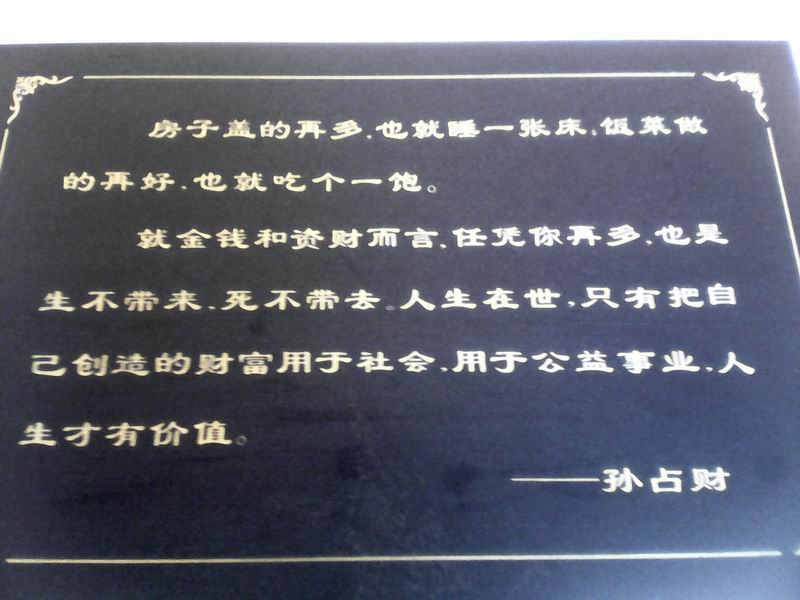 房子盖的再多,也就睡一张床,饭菜做
的再好,也就吃个一饱。
就金钱和资财而言,任凭你再多,也是
生不带来,死不带去。人生在世,只有把自
己创造的财富用于社会,用于公益事业,人
生才有价值。
——孙占财